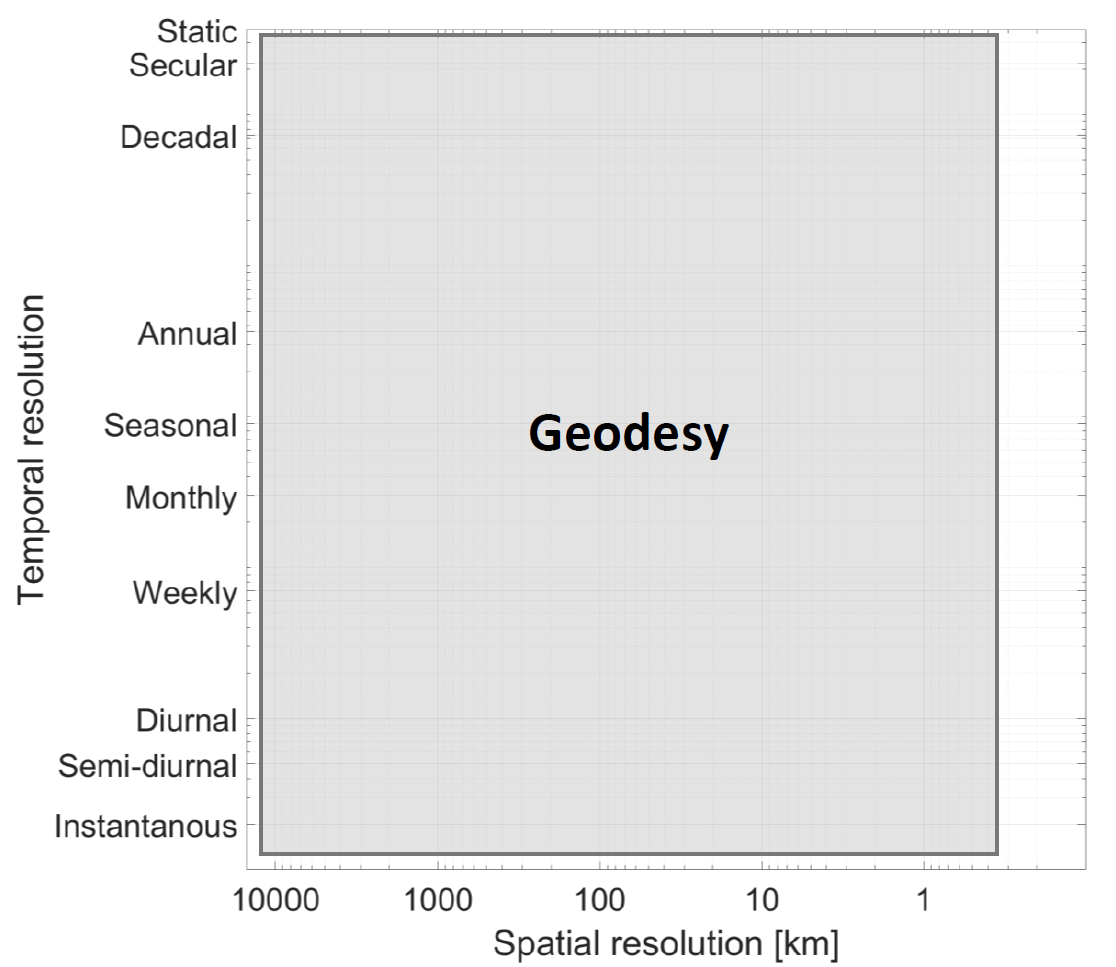 Static
Secular
Decadal
Annual
Seasonal
Monthly
Weekly
Diurnal
Semi-diurnal
Instantanous
Temporal resolution
Geodesy
10000 1000 100 10 1
Spatial resolution [km]